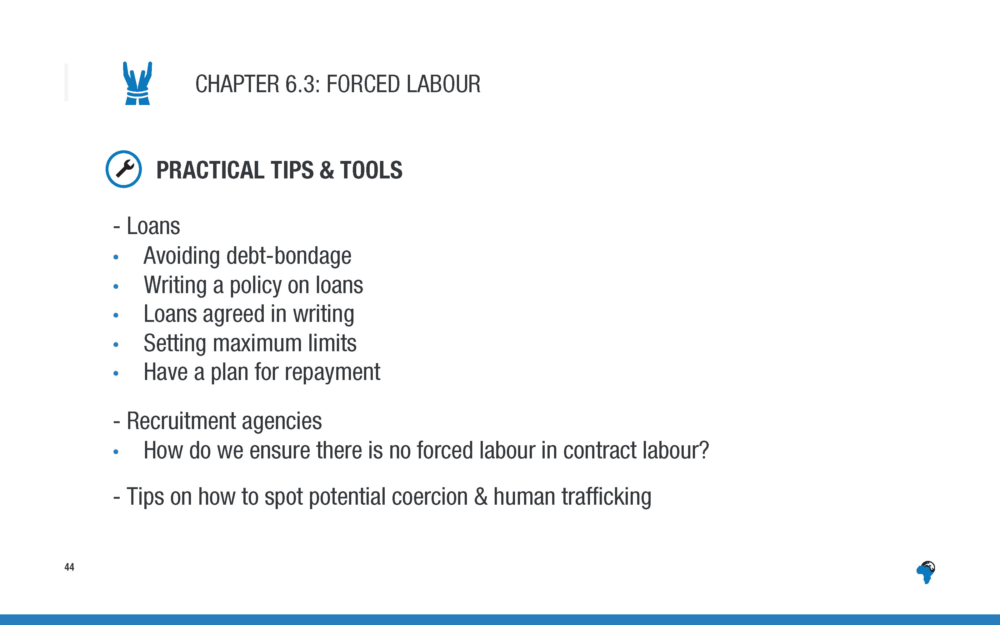 CHAPTER 6.3: FORCED LABOUR
PRACTICAL TIPS & TOOLS
- Loans
• Avoiding debt-bondage
• Writing a policy on loans
• Loans agreed in writing
• Setting maximum limits
• Have a plan for repayment
- Recruitment agencies
• How do we ensure there is no forced labour in contract labour?
- Tips on how to spot potential coercion & human trafficking
44